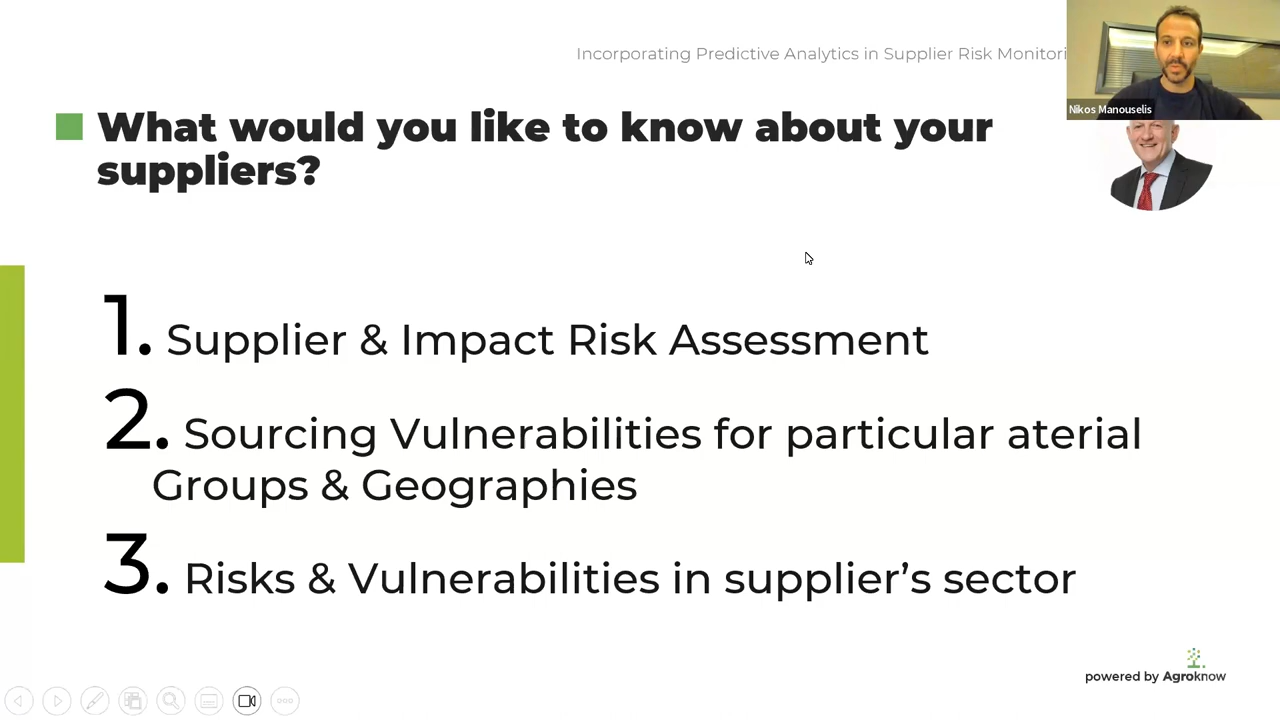 Incorporating Predictive Analytics in Supplier Risk Monitori
Nikos Manouselis
What would you like to know about your
suppliers?
1. Supplier & Impact Risk Assessment
2. Sourcing Vulnerabilities for particular aterial
Groups & Geographies
3. Risks & Vulnerabilities in supplier’s sector
powered by Agroknow